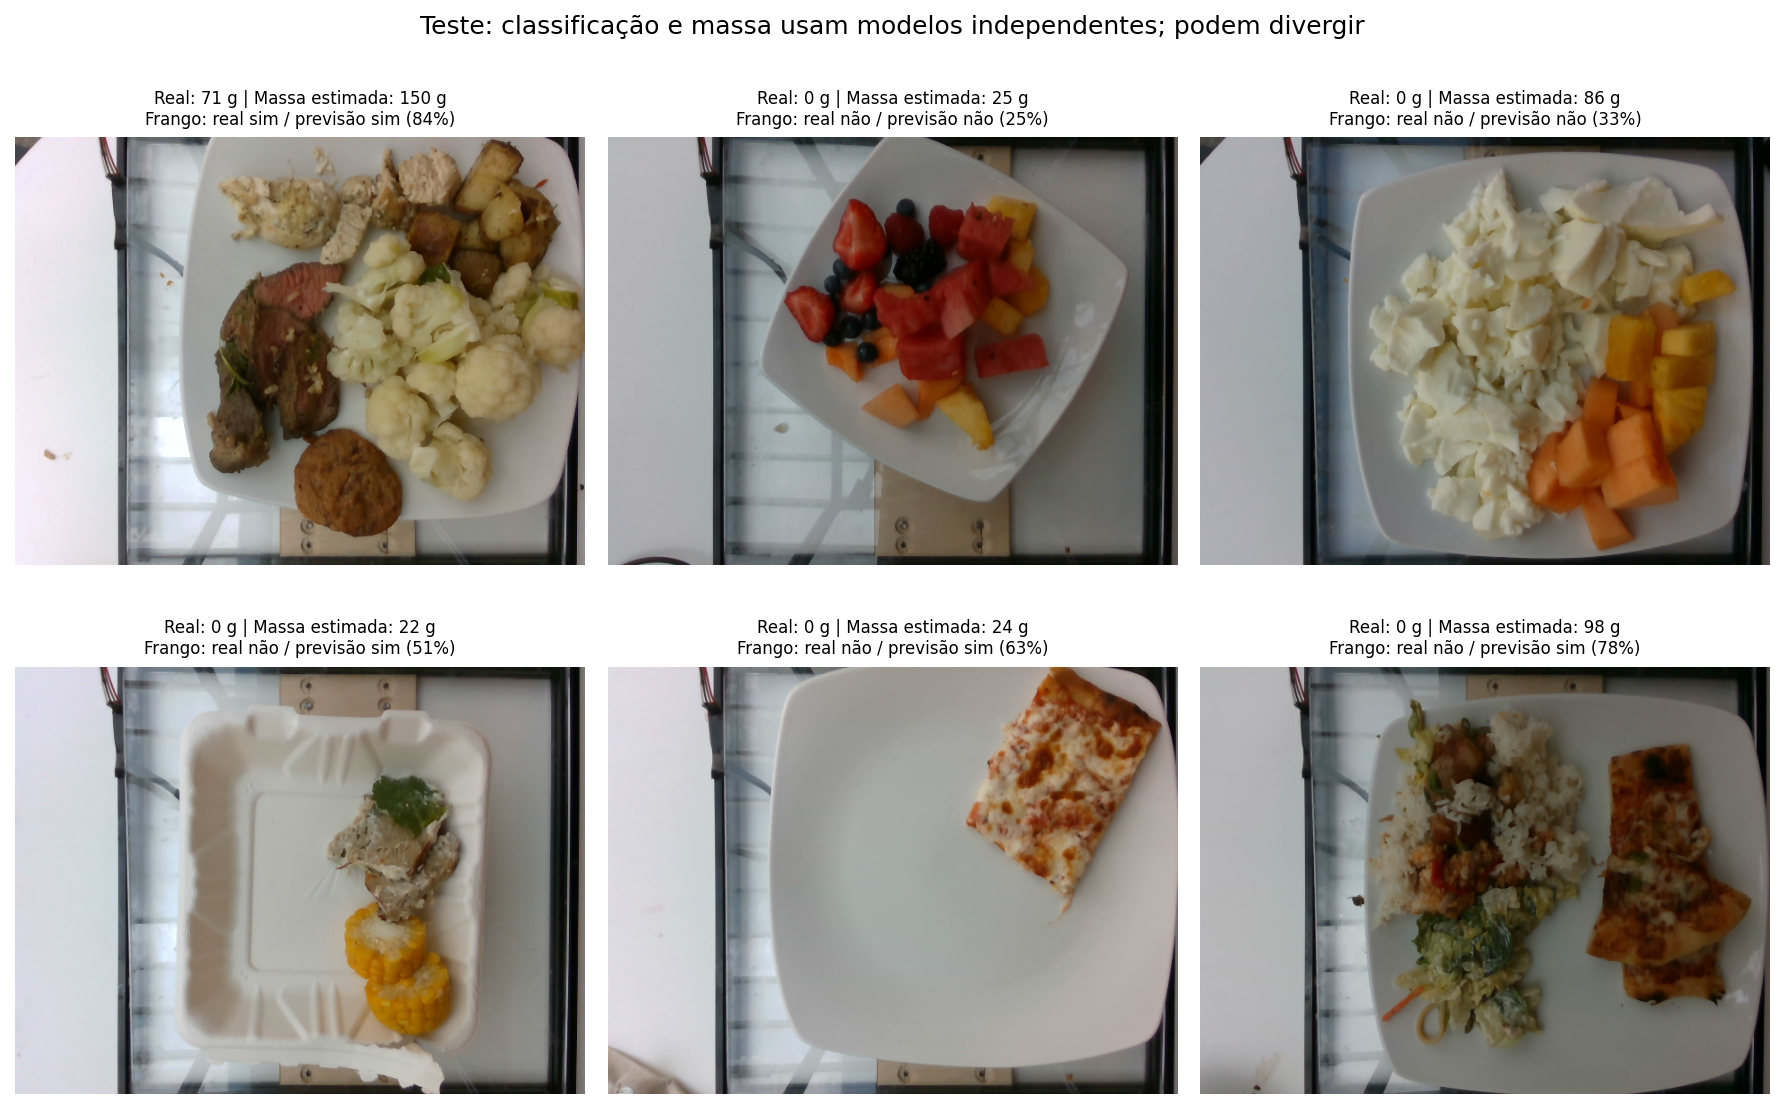 Teste: classificação e massa usam modelos independentes; podem divergir
Real: 71 g | Massa estimada: 150 g
Frango: real sim / previsão sim (84%)
Real: 0 g | Massa estimada: 25 g
Frango: real não / previsão não (25%)
Real: 0 g | Massa estimada: 86 g
Frango: real não / previsão não (33%)
Real: 0 g | Massa estimada: 22 g
Frango: real não / previsão sim (51%)
Real: 0 g | Massa estimada: 24 g
Frango: real não / previsão sim (63%)
Real: 0 g | Massa estimada: 98 g
Frango: real não / previsão sim (78%)